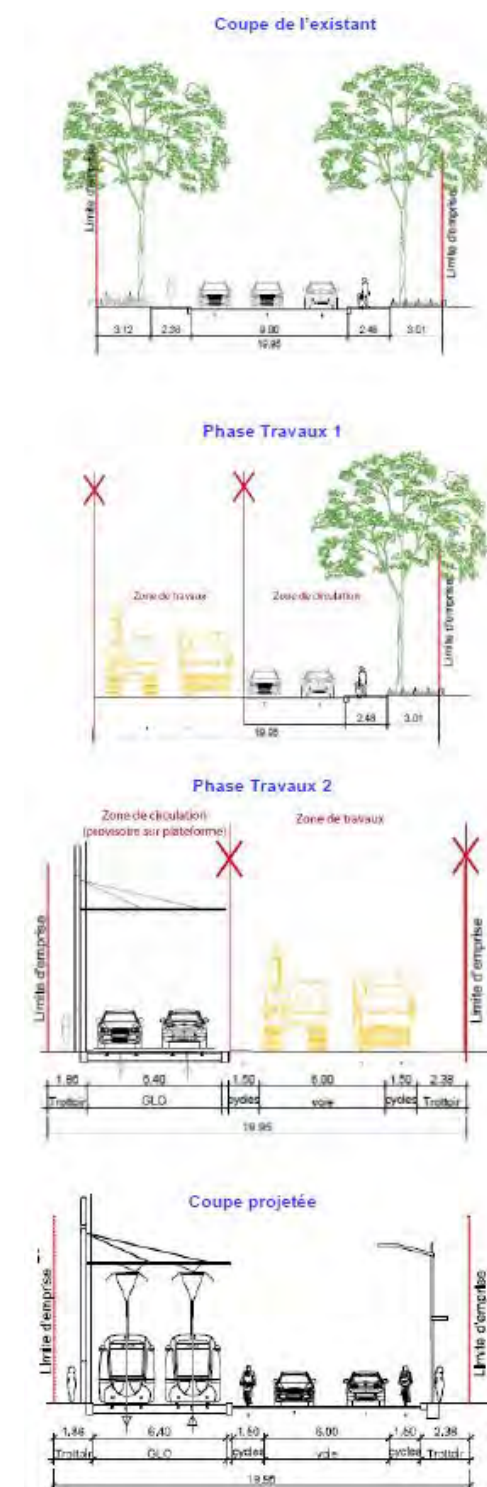 Coupe de l'existant
Limite d'emprise
Limite d'emprise
3.12 2.38 9.00 2.48 3.01
19.95
Phase Travaux 1
Zone de travaux
Zone de circulation
Limite d'emprise
2.48 3.01
19.95
Phase Travaux 2
Zone de circulation
(provisoire sur plateforme)
Zone de travaux
Limite d'emprise
Limite d'emprise
1.86 6.40 1.50 6.00 1.50 2.38
Trottoir GLO cycles voie cycles Trottoir
19.95
Coupe projetée
Limite d'emprise
Limite d'emprise
1.86 6.40 1.50 6.00 1.50 2.38
Trottoir GLO cycles voie cycles Trottoir
19.95